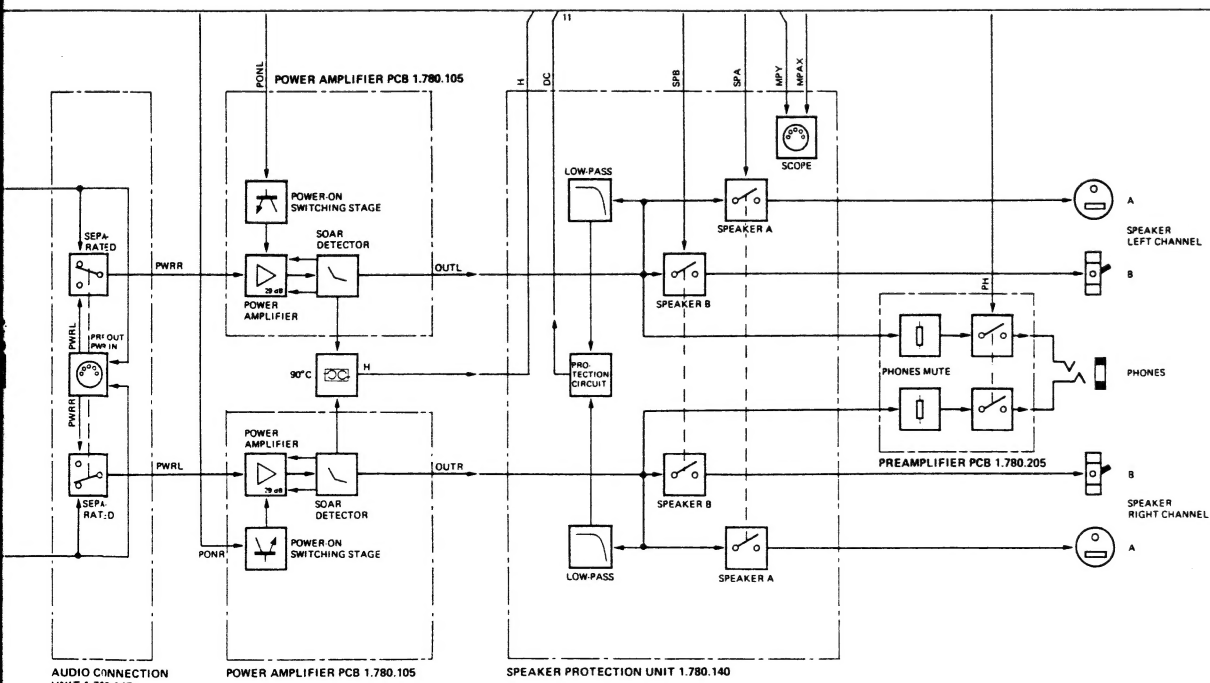 11
PONL
POWER AMPLIFIER PCB 1.780.105
H
DC
SPB
SPA
MPY
MPAX
SCOPE
LOW-PASS
POWER-ON
SWITCHING STAGE
SPEAKER A
A
SPEAKER
LEFT CHANNEL
SEPA-
RATED
SOAR
DETECTOR
PWRR
29 dB
OUTL
POWER
AMPLIFIER
SPEAKER B
B
PH
PWRL
PWR IN
90°C
H
PRO-
TECTION
CIRCUIT
PHONES MUTE
PHONES
PWRR
POWER
AMPLIFIER
PWRL
29 dB
OUTR
PREAMPLIFIER PCB 1.780.205
B
SPEAKER
RIGHT CHANNEL
SEPA-
SOAR
DETECTOR
SPEAKER B
PONR
POWER-ON
SWITCHING STAGE
LOW-PASS
SPEAKER A
A
AUDIO CONNECTION
POWER AMPLIFIER PCB 1.780.105
SPEAKER PROTECTION UNIT 1.780.140